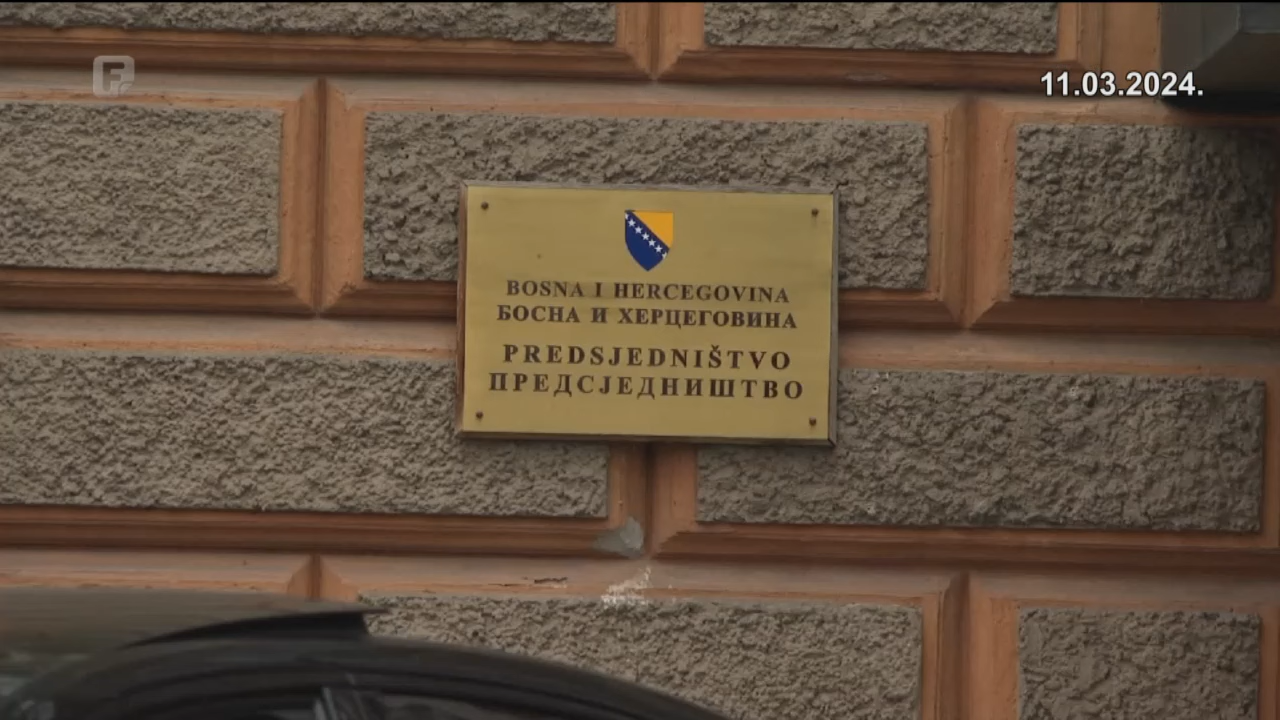 F
11.03.2024.
BOSNA I HERCEGOVINA
БОСНА И ХЕРЦЕГОВИНА
PREDSJEDNIŠTVO
ПРЕДСЈЕДНИШТВО